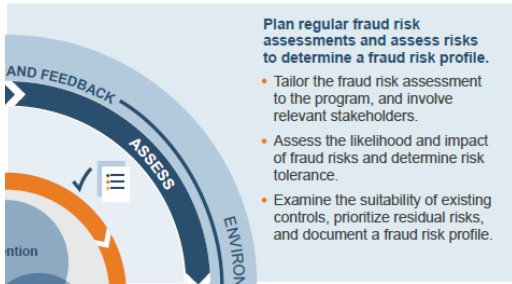 Plan regular fraud risk
assessments and assess risks
to determine a fraud risk profile.
• Tailor the fraud risk assessment
to the program, and involve
relevant stakeholders.
• Assess the likelihood and impact
of fraud risks and determine risk
tolerance.
• Examine the suitability of existing
controls, prioritize residual risks,
and document a fraud risk profile.
AND FEEDBACK
ASSESS
ENVIRON
ention